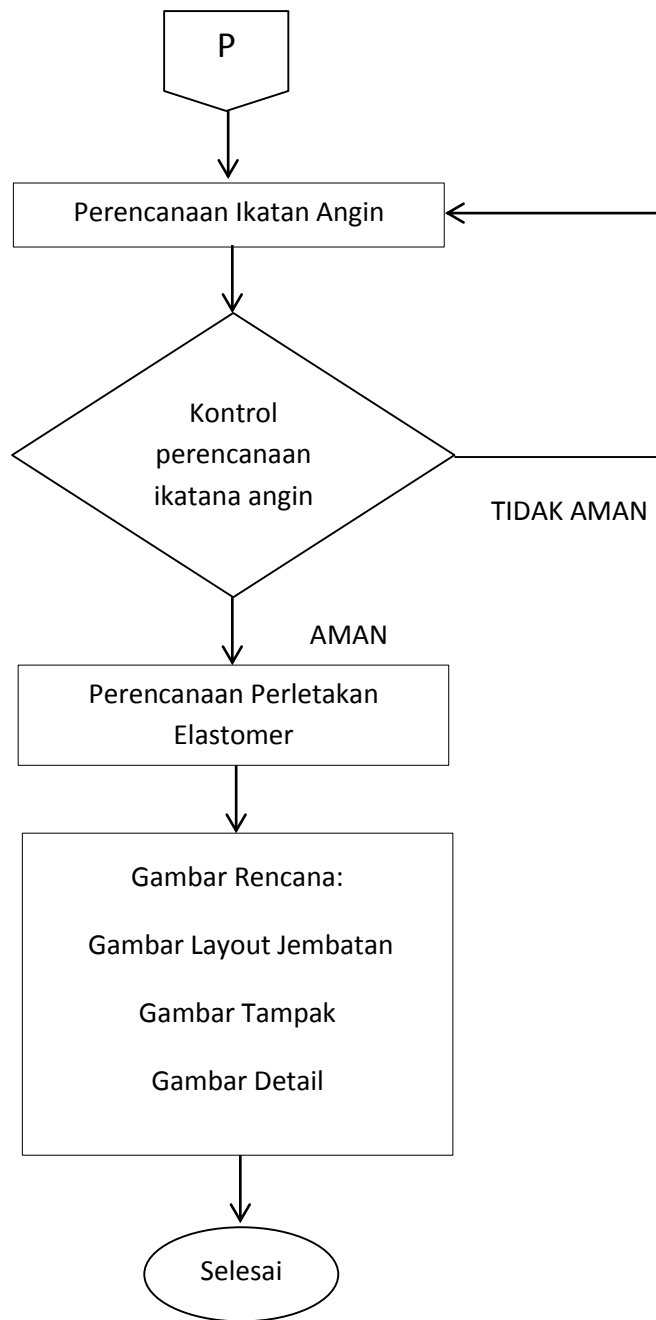 P
Perencanaan Ikatan Angin
Kontrol
perencanaan
ikatana angin
TIDAK AMAN
AMAN
Perencanaan Perletakan
Elastomer
Gambar Rencana:
Gambar Layout Jembatan
Gambar Tampak
Gambar Detail
Selesai